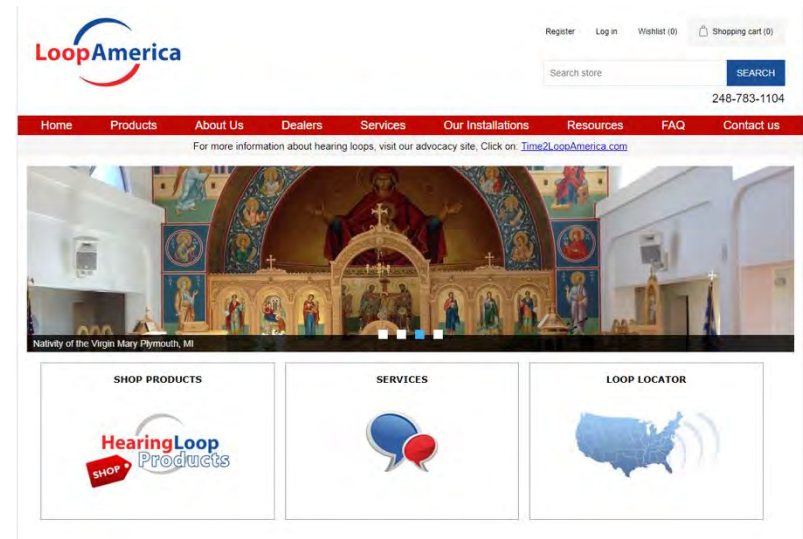 LoopAmerica
Register Log in Wishlist (0) Shopping cart (0)
Search store SEARCH
248-783-1104
Home Products About Us Dealers Services Our Installations Resources FAQ Contact us
For more information about hearing loops, visit our advocacy site, Click on: Time2LoopAmerica.com
Nativity of the Virgin Mary Plymouth, MI
SHOP PRODUCTS SERVICES LOOP LOCATOR
HearingLoop
Products
SHOP